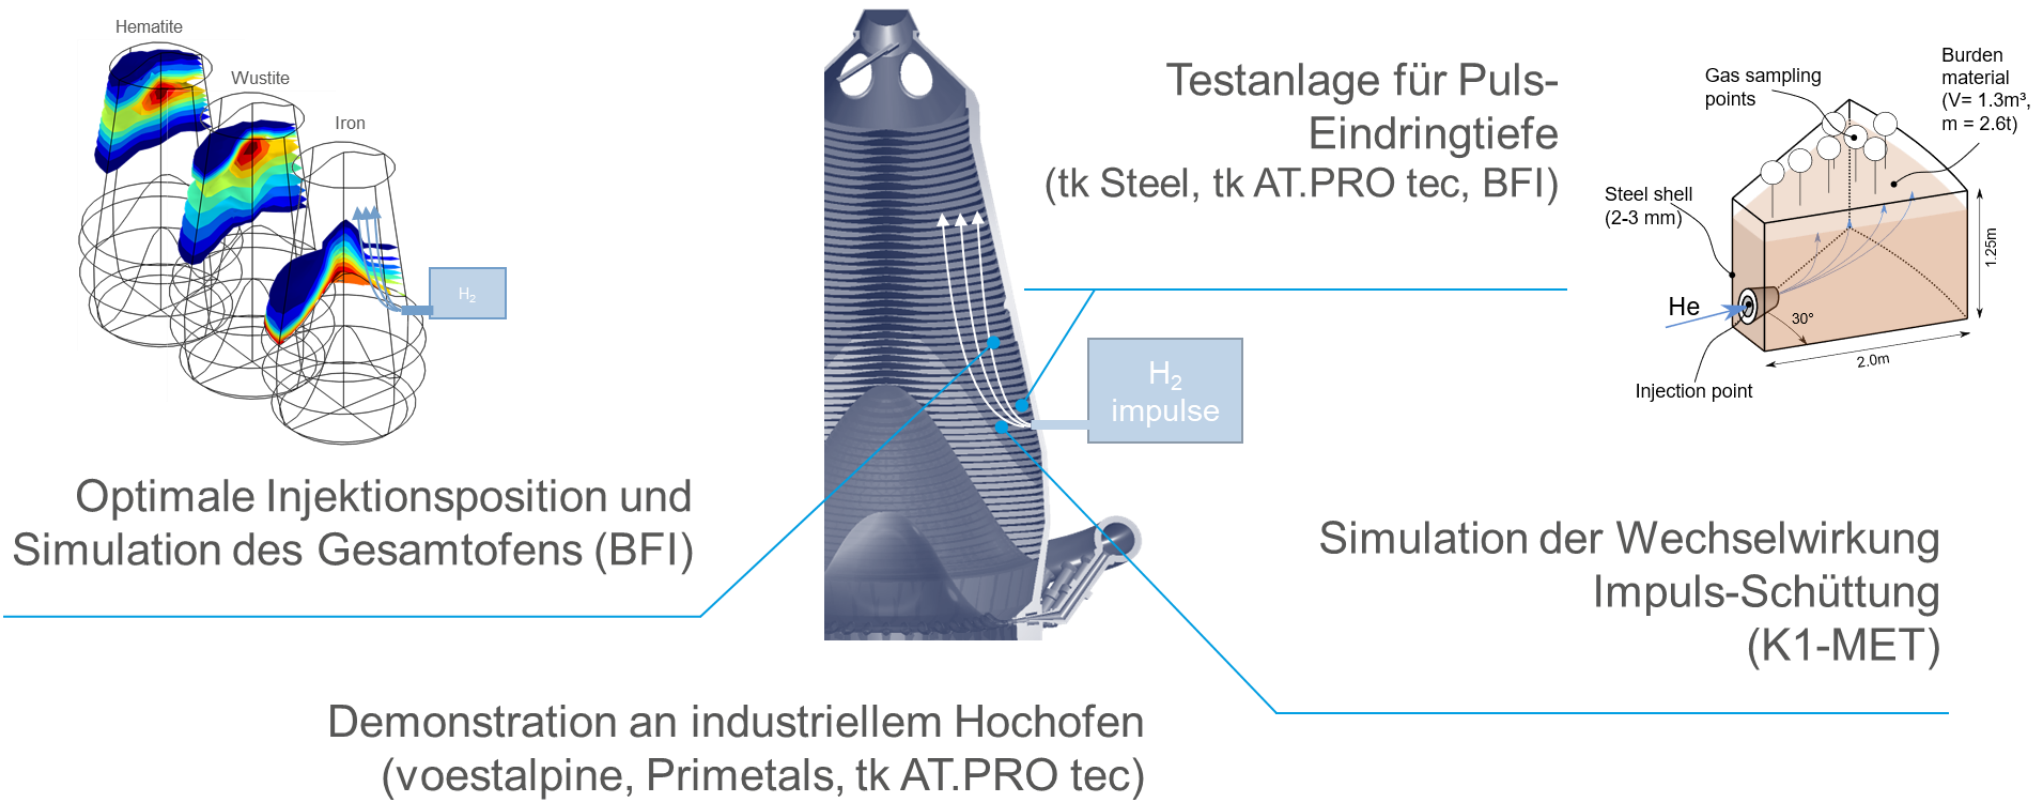 Hematite
Wustite
Iron
H₂
Optimale Injektionsposition und
Simulation des Gesamtofens (BFI)
Testanlage für Puls-
Eindringtiefe
(tk Steel, tk AT.PRO tec, BFI)
H₂
impulse
Gas sampling
points
Burden
material
(V= 1.3m³,
m = 2.6t)
Steel shell
(2-3 mm)
1.25m
He
30°
2.0m
Injection point
Simulation der Wechselwirkung
Impuls-Schüttung
(K1-MET)
Demonstration an industriellem Hochofen
(voestalpine, Primetals, tk AT.PRO tec)